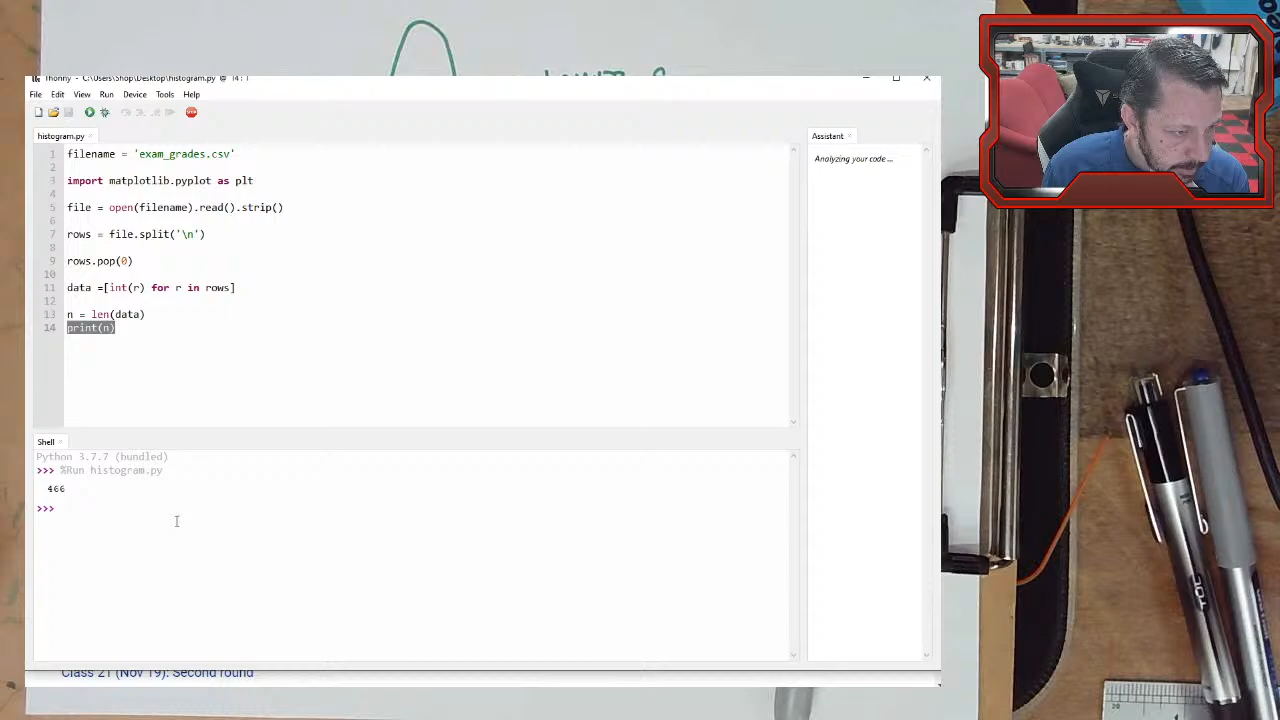 Thonny - C:\Users\Shop\Desktop\histogram.py @ 14:1
File Edit View Run Device Tools Help
histogram.py
Assistant
1 filename = 'exam_grades.csv'
2
3 import matplotlib.pyplot as plt
4
5 file = open(filename).read().strip()
6
7 rows = file.split('\n')
8
9 rows.pop(0)
10
11 data =[int(r) for r in rows]
12
13 n = len(data)
14 print(n)
Analyzing your code ...
Shell
Python 3.7.7 (bundled)
>>> %Run histogram.py
466
>>>
Class 21 (Nov 19): Second round